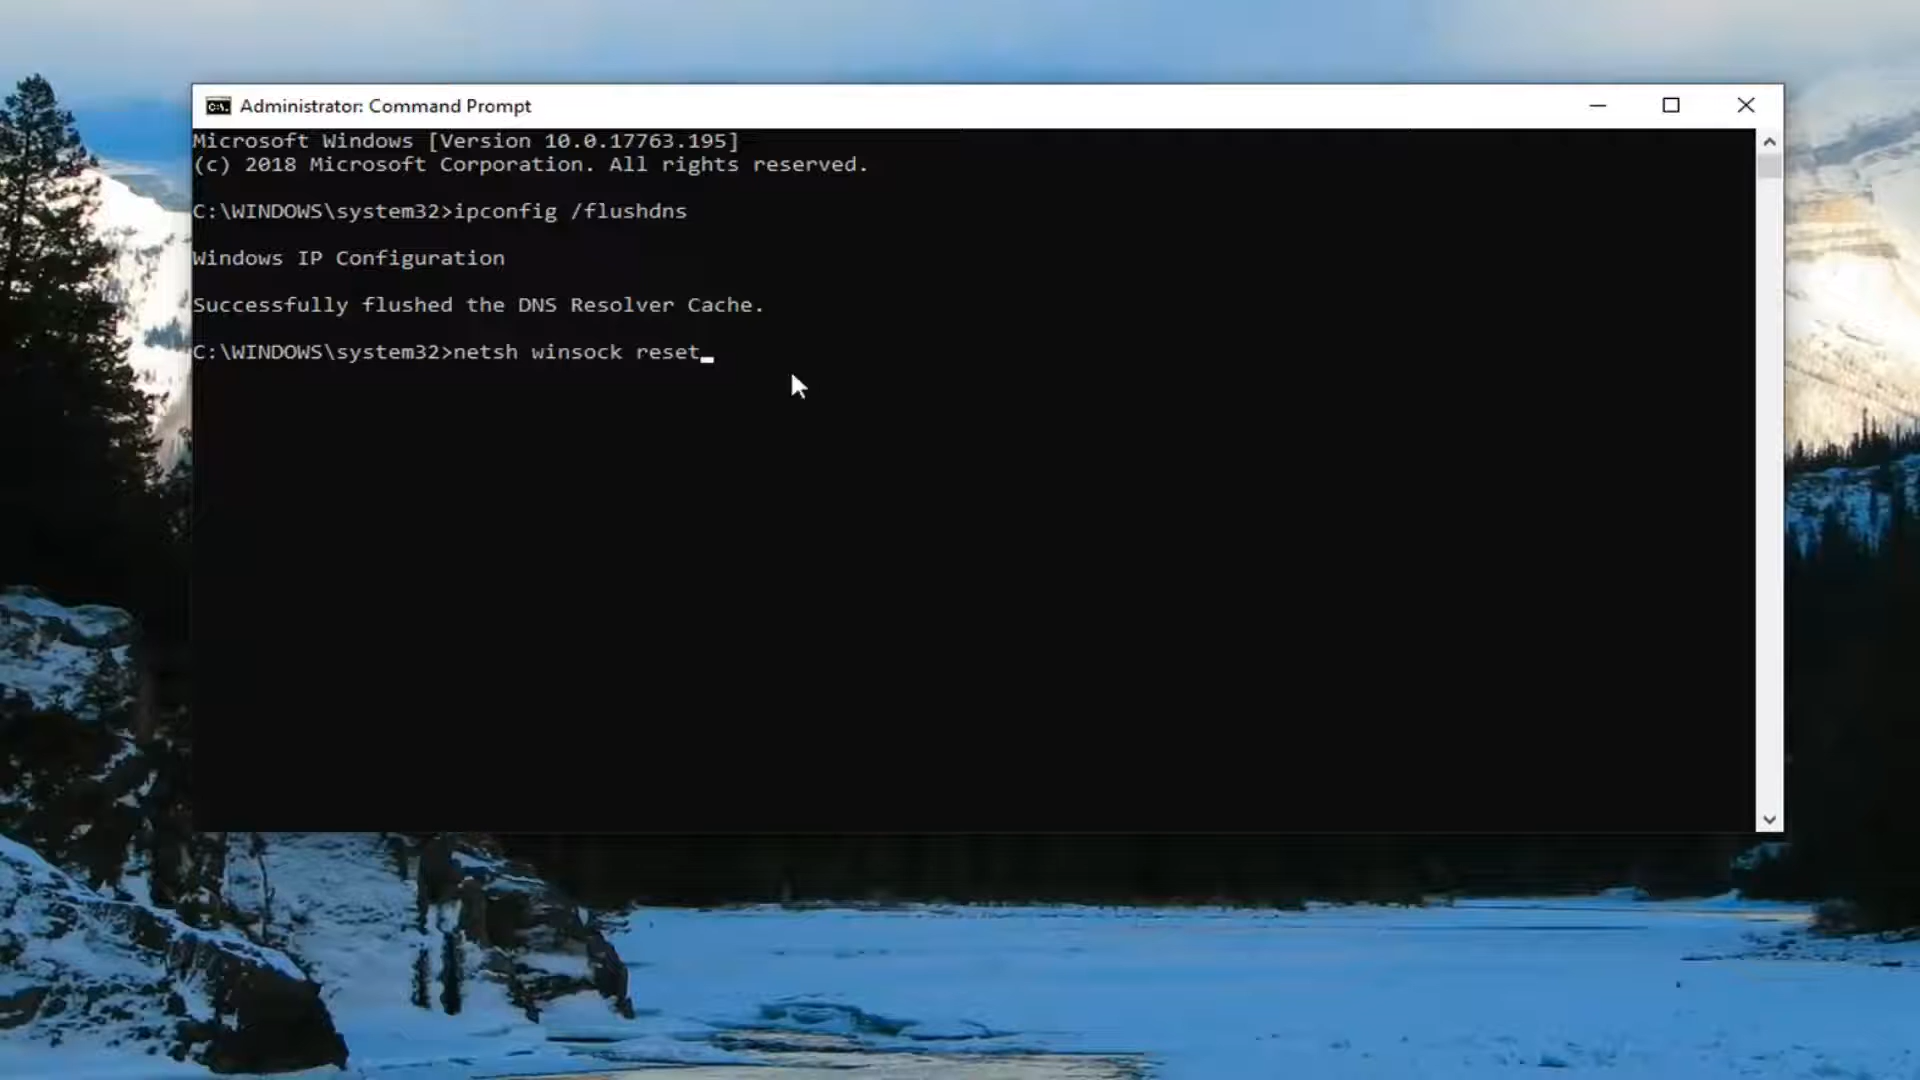 Administrator: Command Prompt
Microsoft Windows [Version 10.0.17763.195]
(c) 2018 Microsoft Corporation. All rights reserved.
C:\WINDOWS\system32>ipconfig /flushdns
Windows IP Configuration
Successfully flushed the DNS Resolver Cache.
C:\WINDOWS\system32>netsh winsock reset